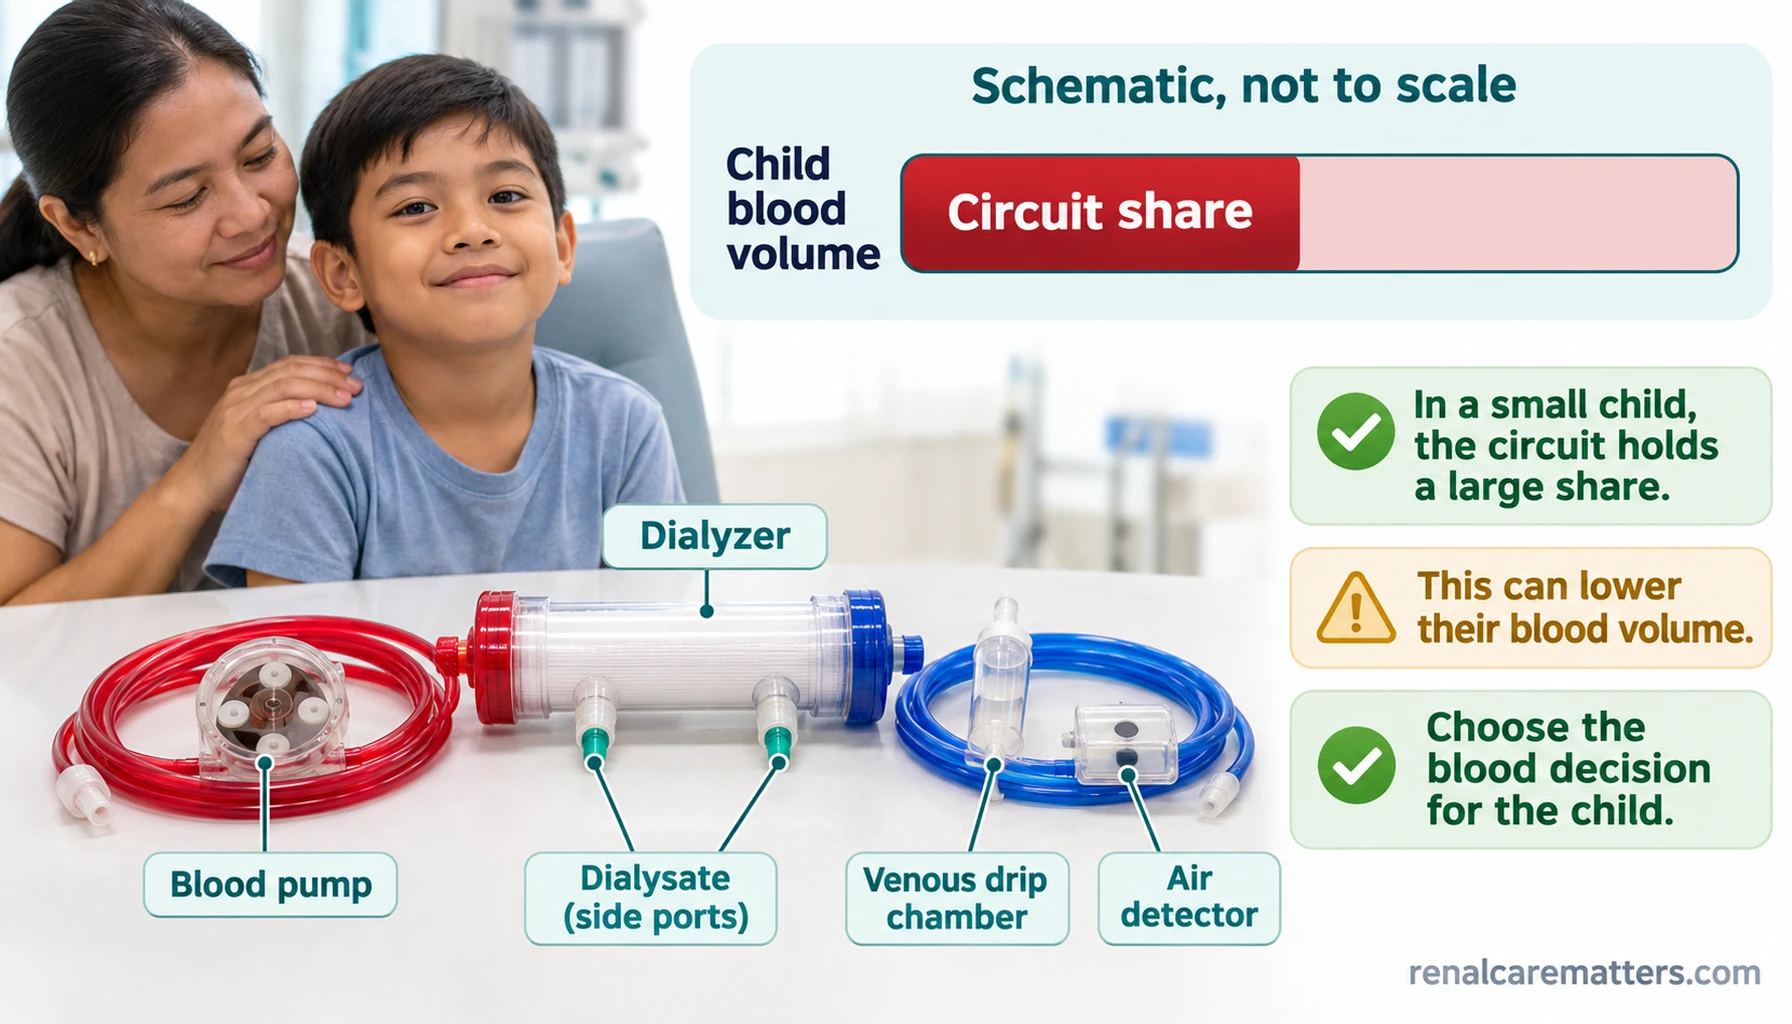 Schematic, not to scale
Child
blood
volume
Circuit share
In a small child,
the circuit holds
a large share.
This can lower
their blood volume.
Choose the
blood decision
for the child.
Dialyzer
Blood pump
Dialysate
(side ports)
Venous drip
chamber
Air
detector
renalcarematters.com